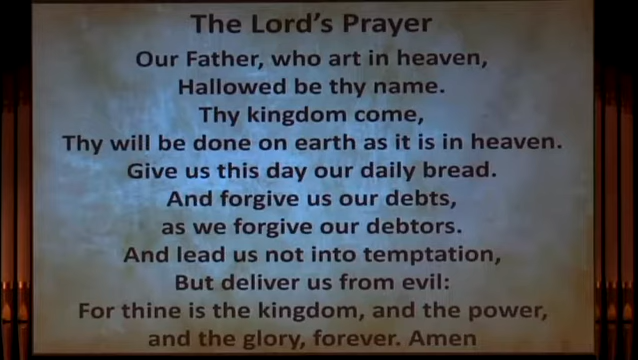 The Lord's Prayer
Our Father, who art in heaven,
Hallowed be thy name.
Thy kingdom come,
Thy will be done on earth as it is in heaven.
Give us this day our daily bread.
And forgive us our debts,
as we forgive our debtors.
And lead us not into temptation,
But deliver us from evil:
For thine is the kingdom, and the power,
and the glory, forever. Amen